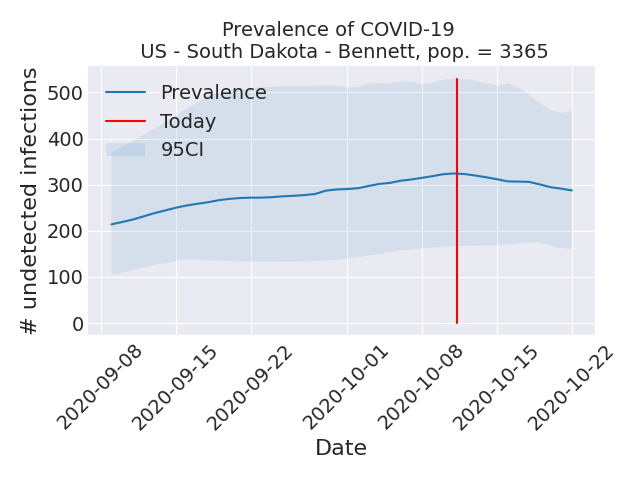 Prevalence of COVID-19
US - South Dakota - Bennett, pop. = 3365
# undetected infections
500
400
300
200
100
0
Prevalence
Today
95CI
2020-09-08
2020-09-15
2020-09-22
2020-10-01
2020-10-08
2020-10-15
2020-10-22
Date